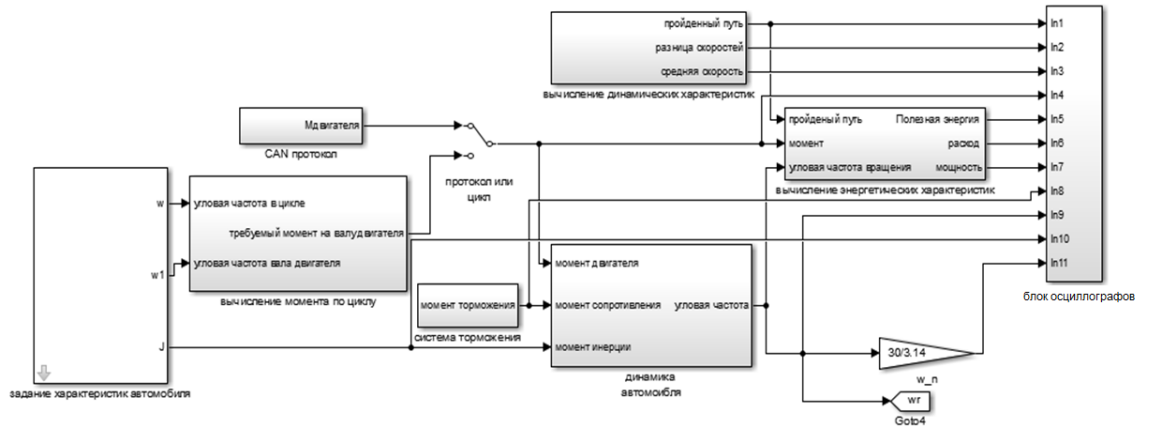 пройденный путь
разница скоростей
средняя скорость
вычисление динамических характеристик
In1
In2
In3
In4
In5
In6
In7
In8
In9
In10
In11
блок осциллографов
Mдвигателя
CAN протокол
протокол или
цикл
пройденый путь
момент
угловая частота вращения
Полезная энергия
расход
мощность
вычисление энергетических характеристик
w
w1
J
задание характеристик автомобиля
угловая частота в цикле
угловая частота вала двигателя
требуемый момент на валу двигателя
вычисление момента по циклу
момент торможения
система торможения
момент двигателя
момент сопротивления
момент инерции
угловая частота
динамика
автомоибля
30/3.14
w_n
wr
Goto4